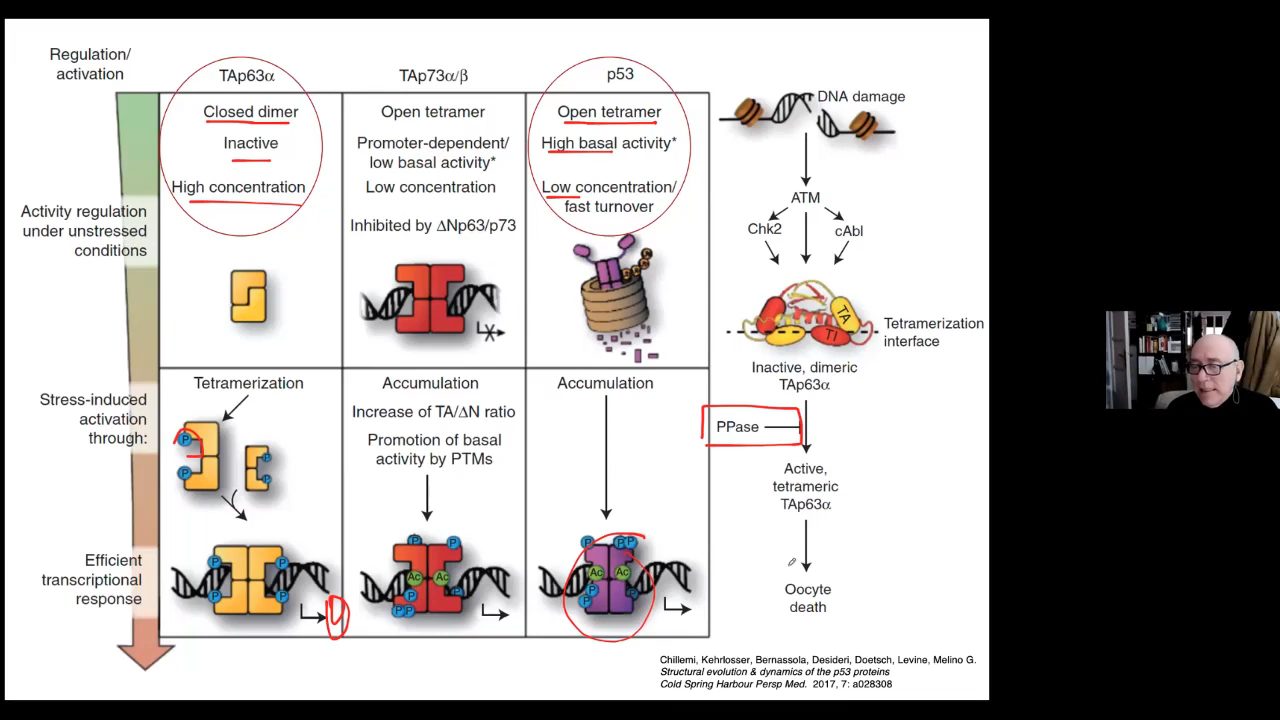 Regulation/
activation
TAp63α
TAp73α/β
p53
Closed dimer
Inactive
High concentration
Open tetramer
Promoter-dependent/
low basal activity*
Low concentration
Inhibited by ΔNp63/p73
Open tetramer
High basal activity*
Low concentration/
fast turnover
Activity regulation
under unstressed
conditions
Stress-induced
activation
through:
Tetramerization
P
P
P
P
Accumulation
Increase of TA/ΔN ratio
Promotion of basal
activity by PTMs
Accumulation
Efficient
transcriptional
response
P
P
P
P
P
P
Ac
Ac
P
P
P P
P
P P
Ac
Ac
P
P
P
DNA damage
ATM
Chk2
cAbl
TA
TI
Tetramerization
interface
Inactive, dimeric
TAp63α
PPase
Active,
tetrameric
TAp63α
Oocyte
death
Chillemi, Kehrlosser, Bernassola, Desideri, Doetsch, Levine, Melino G.
Structural evolution & dynamics of the p53 proteins
Cold Spring Harbour Persp Med. 2017, 7: a028308